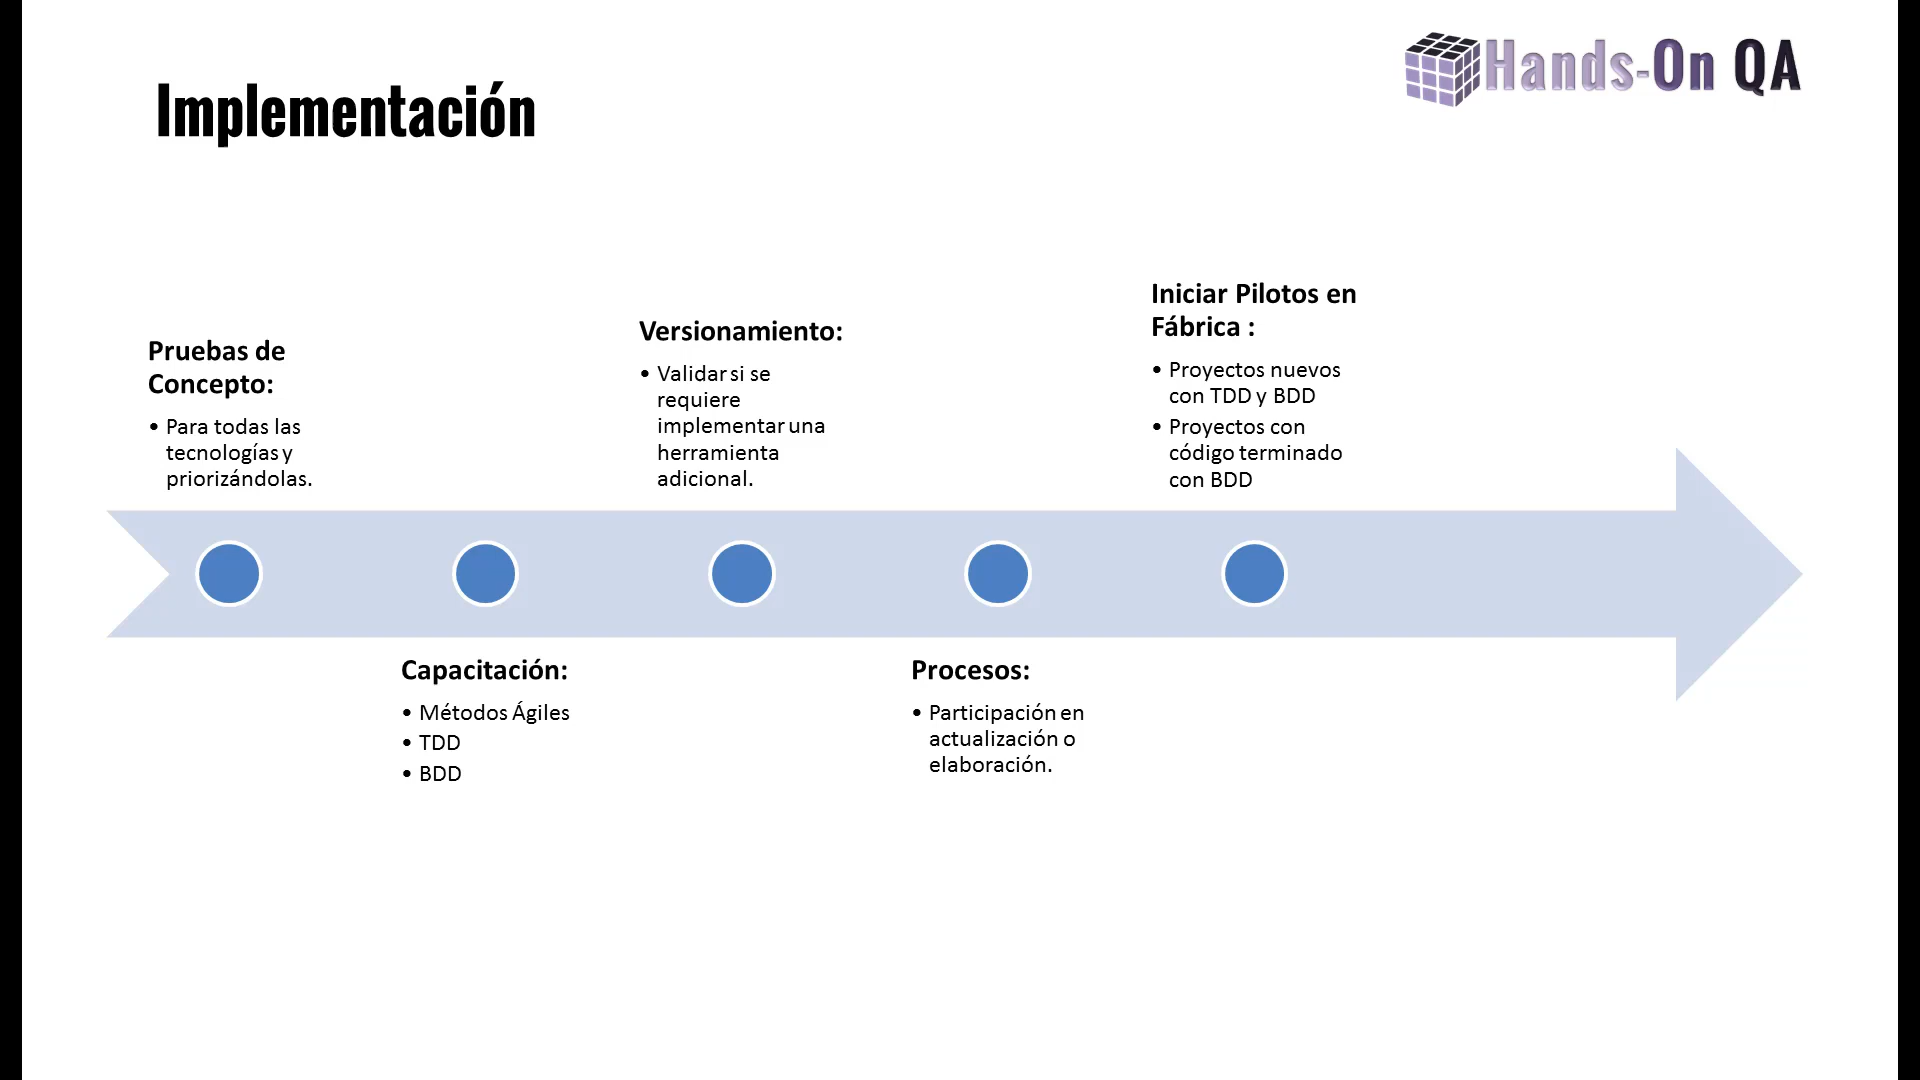 Hands-On QA
Implementación
Pruebas de
Concepto:
• Para todas las
tecnologías y
priorizándolas.
Capacitación:
• Métodos Ágiles
• TDD
• BDD
Versionamiento:
• Validar si se
requiere
implementar una
herramienta
adicional.
Procesos:
• Participación en
actualización o
elaboración.
Iniciar Pilotos en
Fábrica :
• Proyectos nuevos
con TDD y BDD
• Proyectos con
código terminado
con BDD